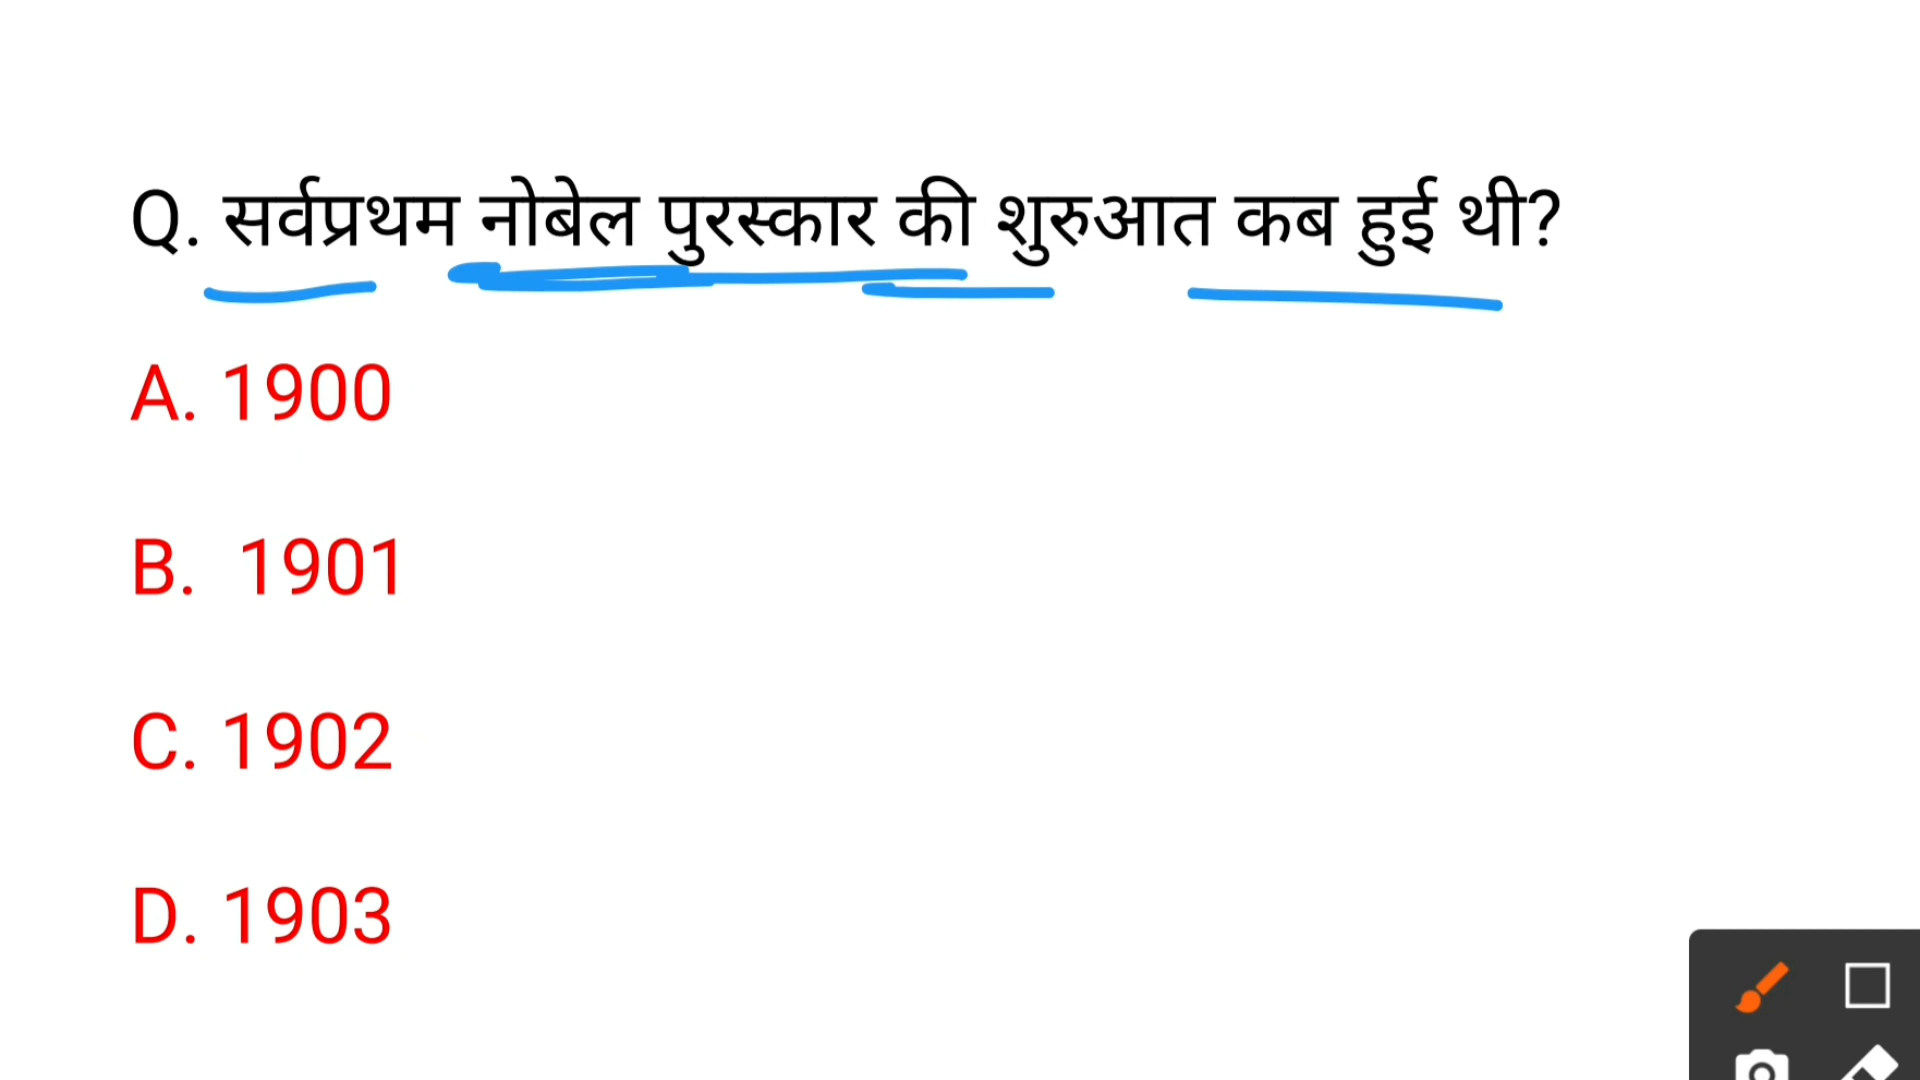 Q. सर्वप्रथम नोबेल पुरस्कार की शुरुआत कब हुई थी?
A. 1900
B. 1901
C. 1902
D. 1903